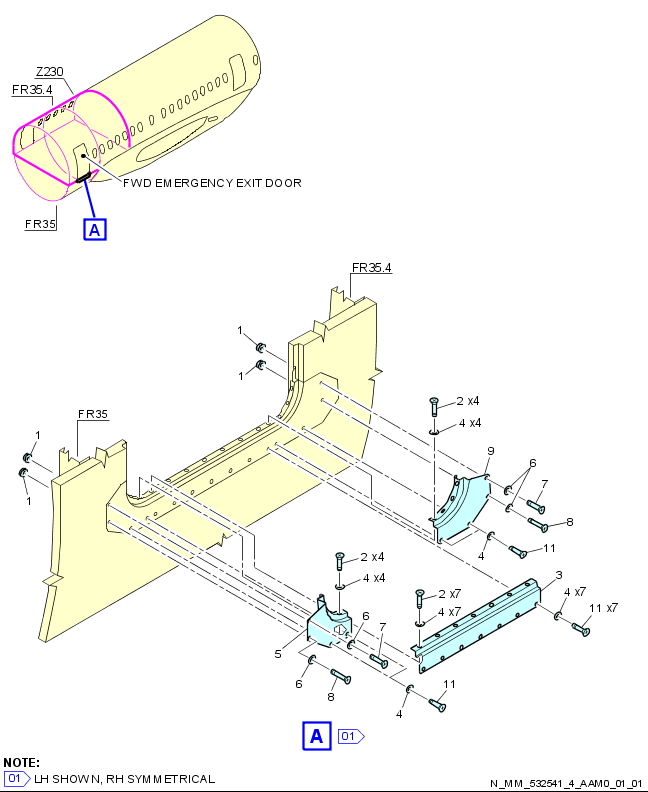 Z230
FR35.4
FWD EMERGENCY EXIT DOOR
FR35
A
FR35.4
1
1
2 x4
4 x4
FR35
1
9
6
1
7
8
4
11
2 x4
4 x4
2 x7
4 x7
3
4 x7
11 x7
6
7
5
6
8
11
4
A
01
NOTE:
01 LH SHOWN, RH SYMMETRICAL
N_MM_532541_4_AAM0_01_01